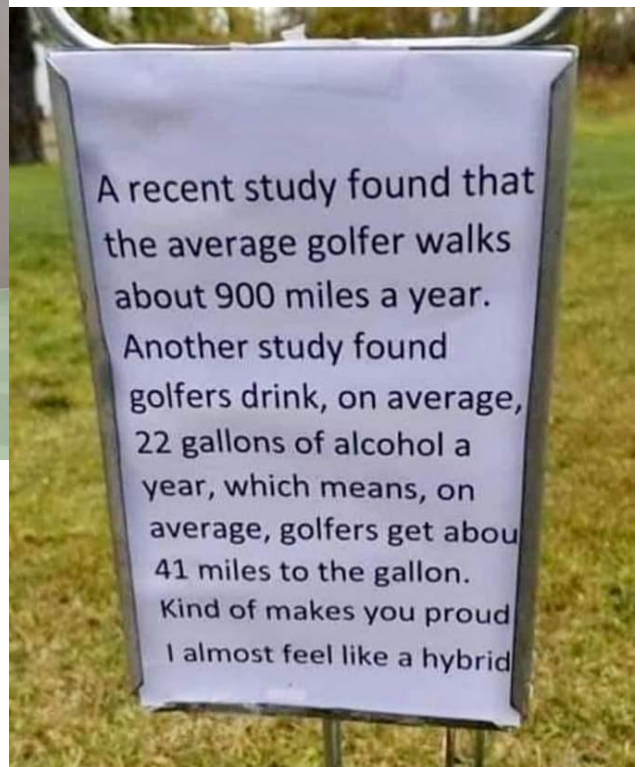 A recent study found that
the average golfer walks
about 900 miles a year.
Another study found
golfers drink, on average,
22 gallons of alcohol a
year, which means, on
average, golfers get abou
41 miles to the gallon.
Kind of makes you proud
I almost feel like a hybrid